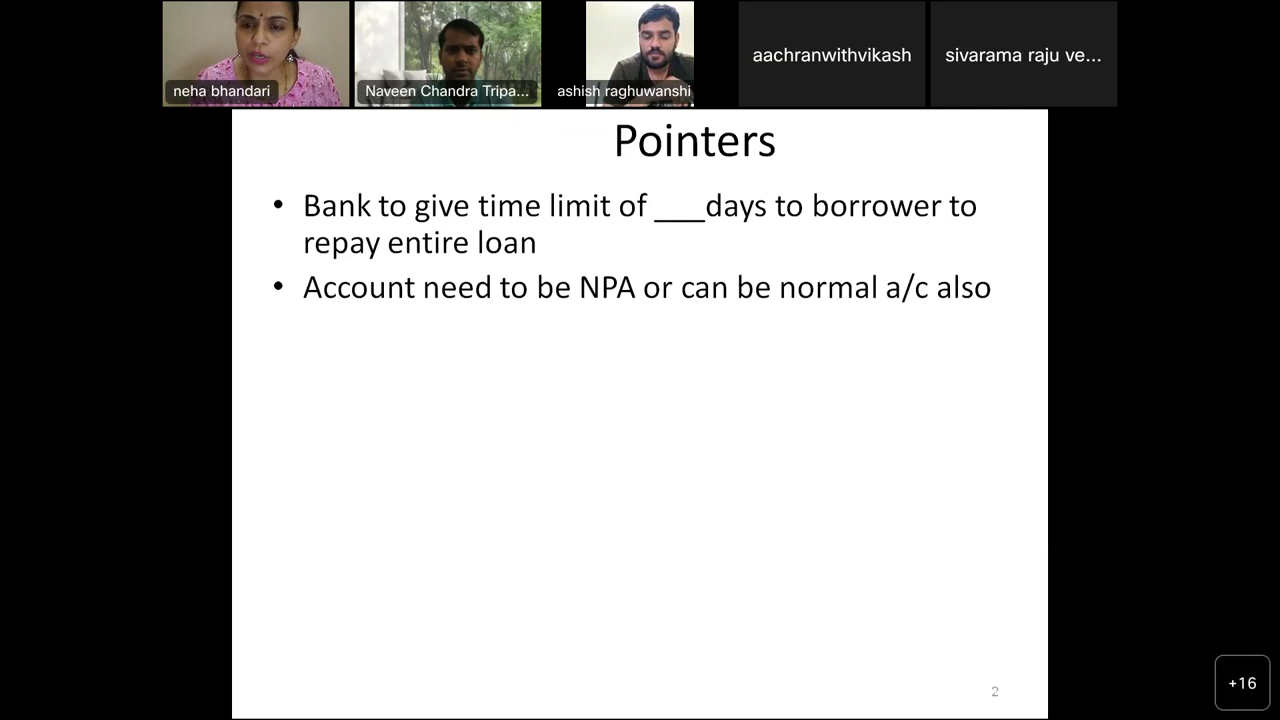 neha bhandari
Naveen Chandra Tripa...
ashish raghuwanshi
aachranwithvikash
sivarama raju ve...
Pointers
• Bank to give time limit of ___days to borrower to
repay entire loan
• Account need to be NPA or can be normal a/c also
2
+16